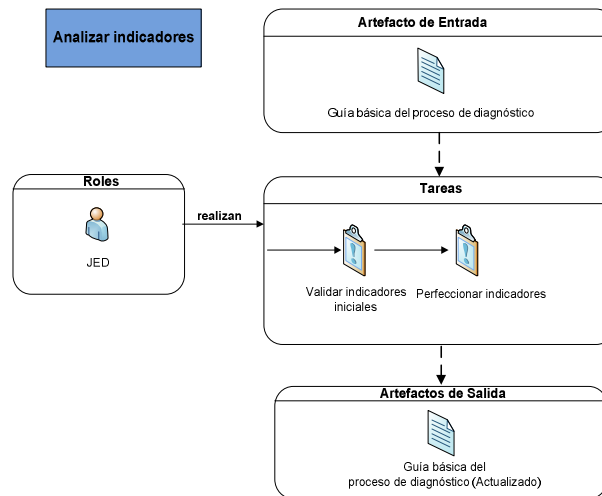 Analizar indicadores
Artefacto de Entrada
Guía básica del proceso de diagnóstico
Roles
JED
realizan
Tareas
Validar indicadores
iniciales
Perfeccionar indicadores
Artefactos de Salida
Guía básica del
proceso de diagnóstico (Actualizado)